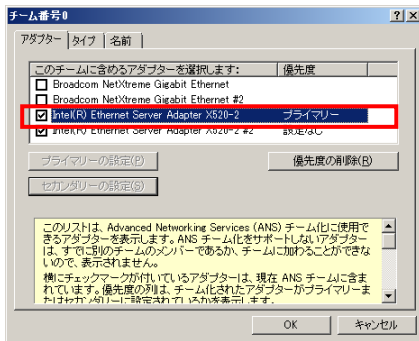 チーム番号0
アダプター タイプ 名前
このチームに含めるアダプターを選択します: 優先度
Broadcom NetXtreme Gigabit Ethernet
Broadcom NetXtreme Gigabit Ethernet #2
Intel(R) Ethernet Server Adapter X520-2 プライマリー
Intel(R) Ethernet Server Adapter X520-2 #2 設定なし
プライマリーの設定(P) 優先度の削除(R)
セカンダリーの設定(S)
このリストは、Advanced Networking Services (ANS) チーム化に使用で
きるアダプターを表示します。ANS チーム化をサポートしないアダプター
は、すでに別のチームのメンバーであるか、チームに加わることができな
いので、表示されません。
横にチェックマークが付いているアダプターは、現在 ANS チームに含ま
れています。優先度の列は、チーム化されたアダプターがプライマリーま
たはセカンダリーに設定されているかを表示します。
OK キャンセル